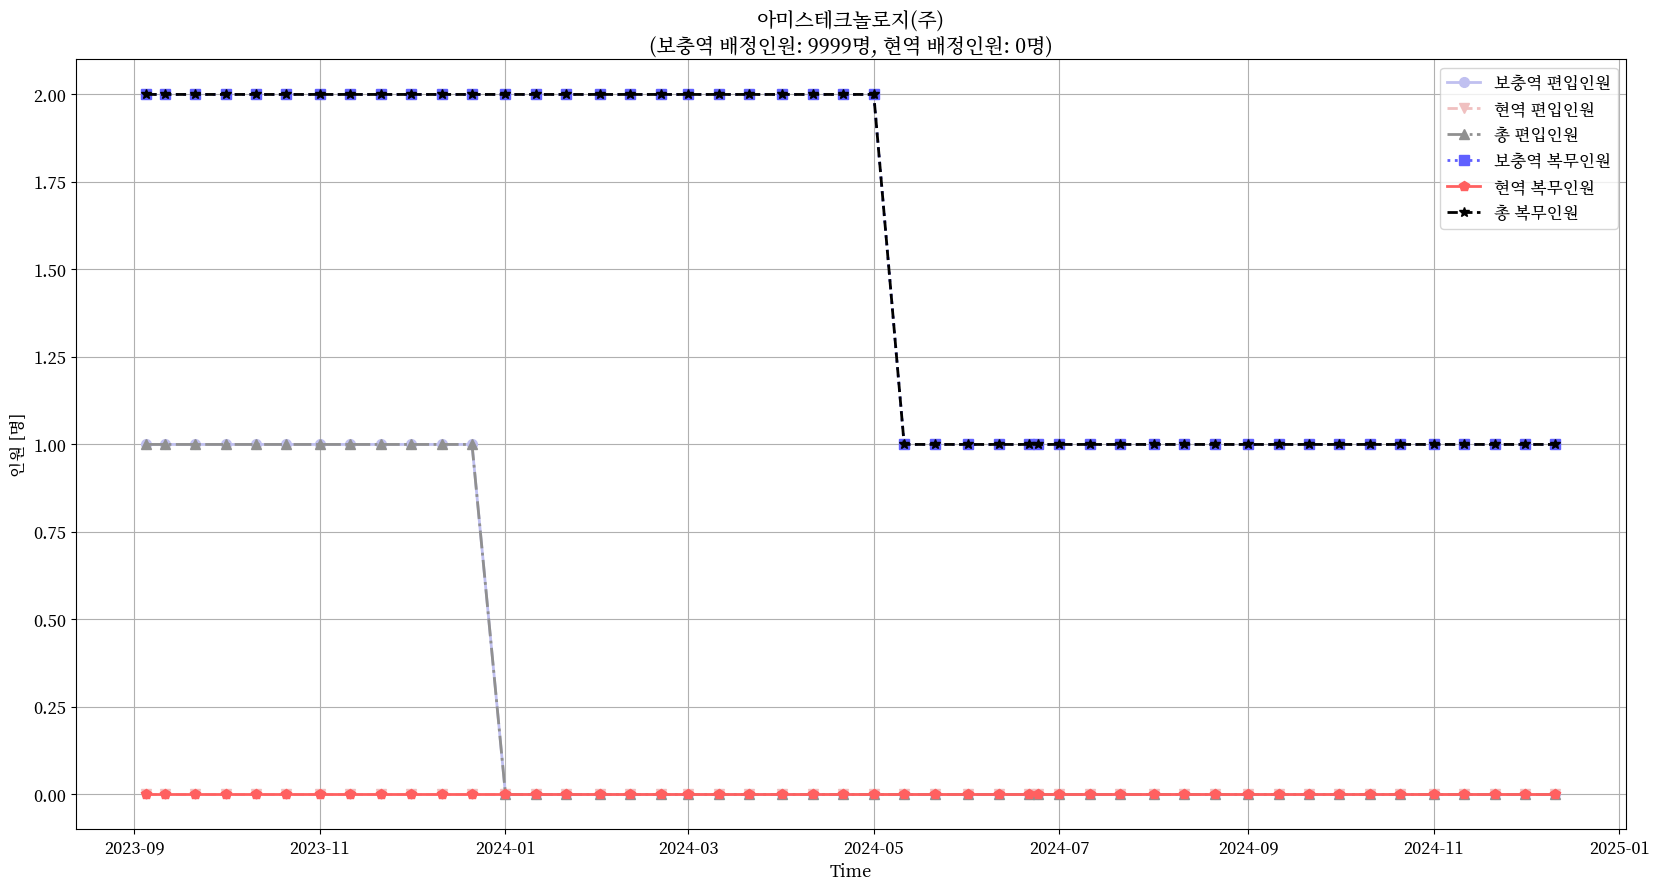 아미스테크놀로지(주)
(보충역 배정인원: 9999명, 현역 배정인원: 0명)
보충역 편입인원
현역 편입인원
총 편입인원
보충역 복무인원
현역 복무인원
총 복무인원
인원 [명]
2.00
1.75
1.50
1.25
1.00
0.75
0.50
0.25
0.00
2023-09 2023-11 2024-01 2024-03 2024-05 2024-07 2024-09 2024-11 2025-01
Time